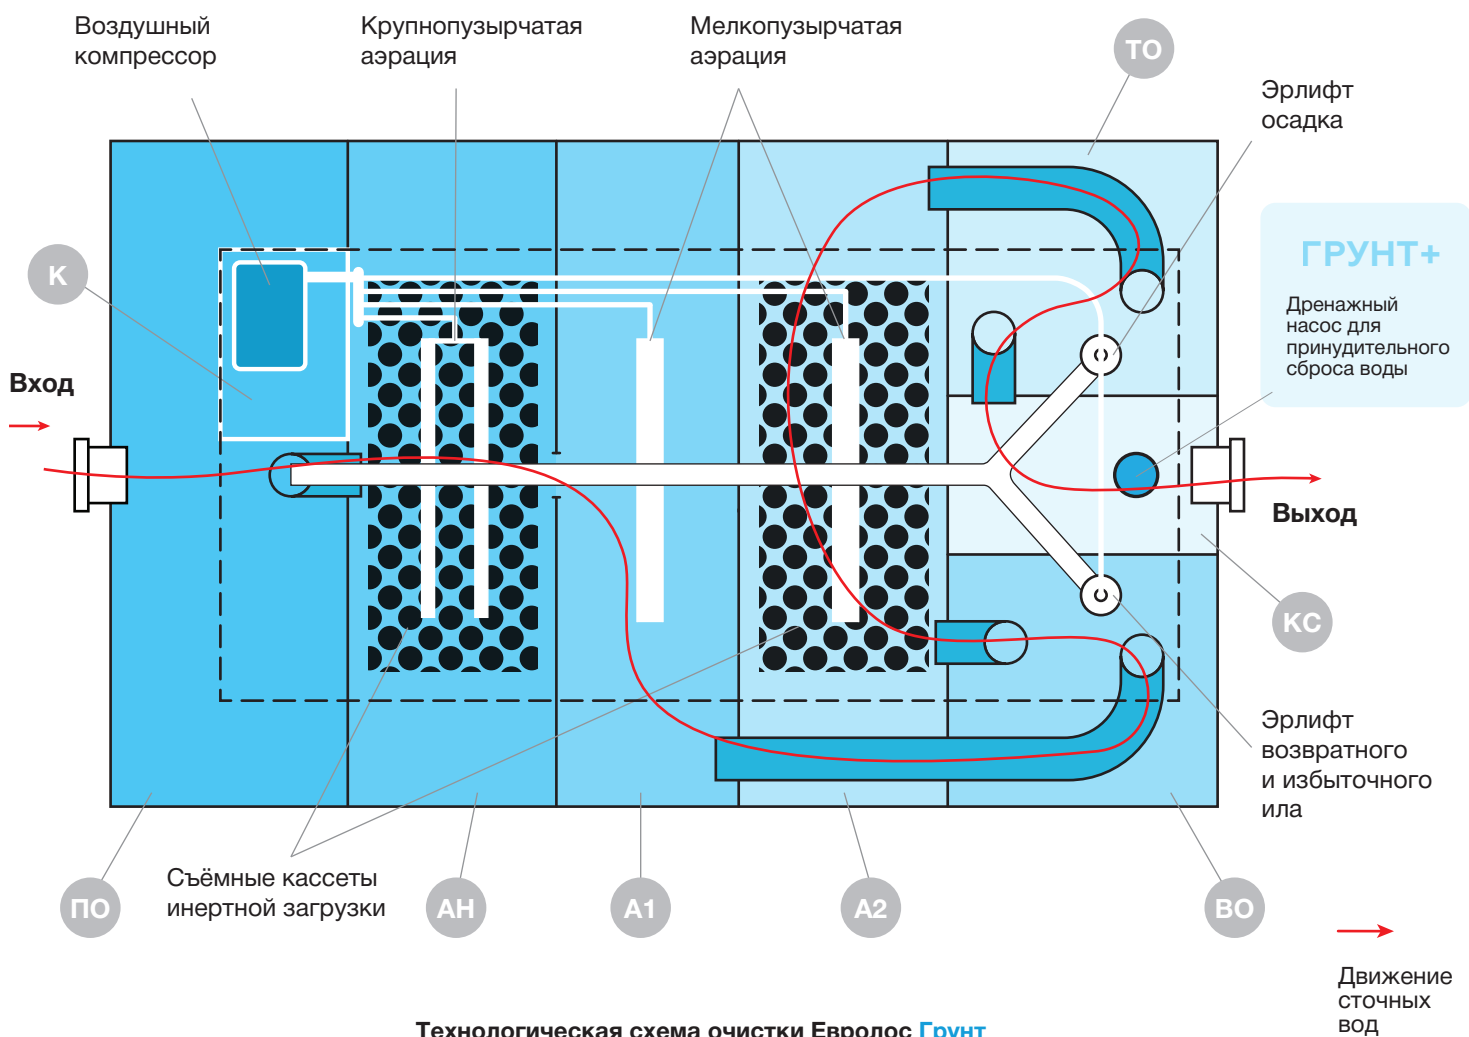 Воздушный
компрессор
Крупнопузырчатая
аэрация
Мелкопузырчатая
аэрация
ТО
Эрлифт
осадка
К
ГРУНТ+
Дренажный
насос для
принудительного
сброса воды
Вход
Выход
КС
Эрлифт
возвратного
и избыточного
ила
Съёмные кассеты
инертной загрузки
ПО
АН
А1
А2
ВО
Движение
сточных
вод
Технологическая схема очистки Евролос Грунт